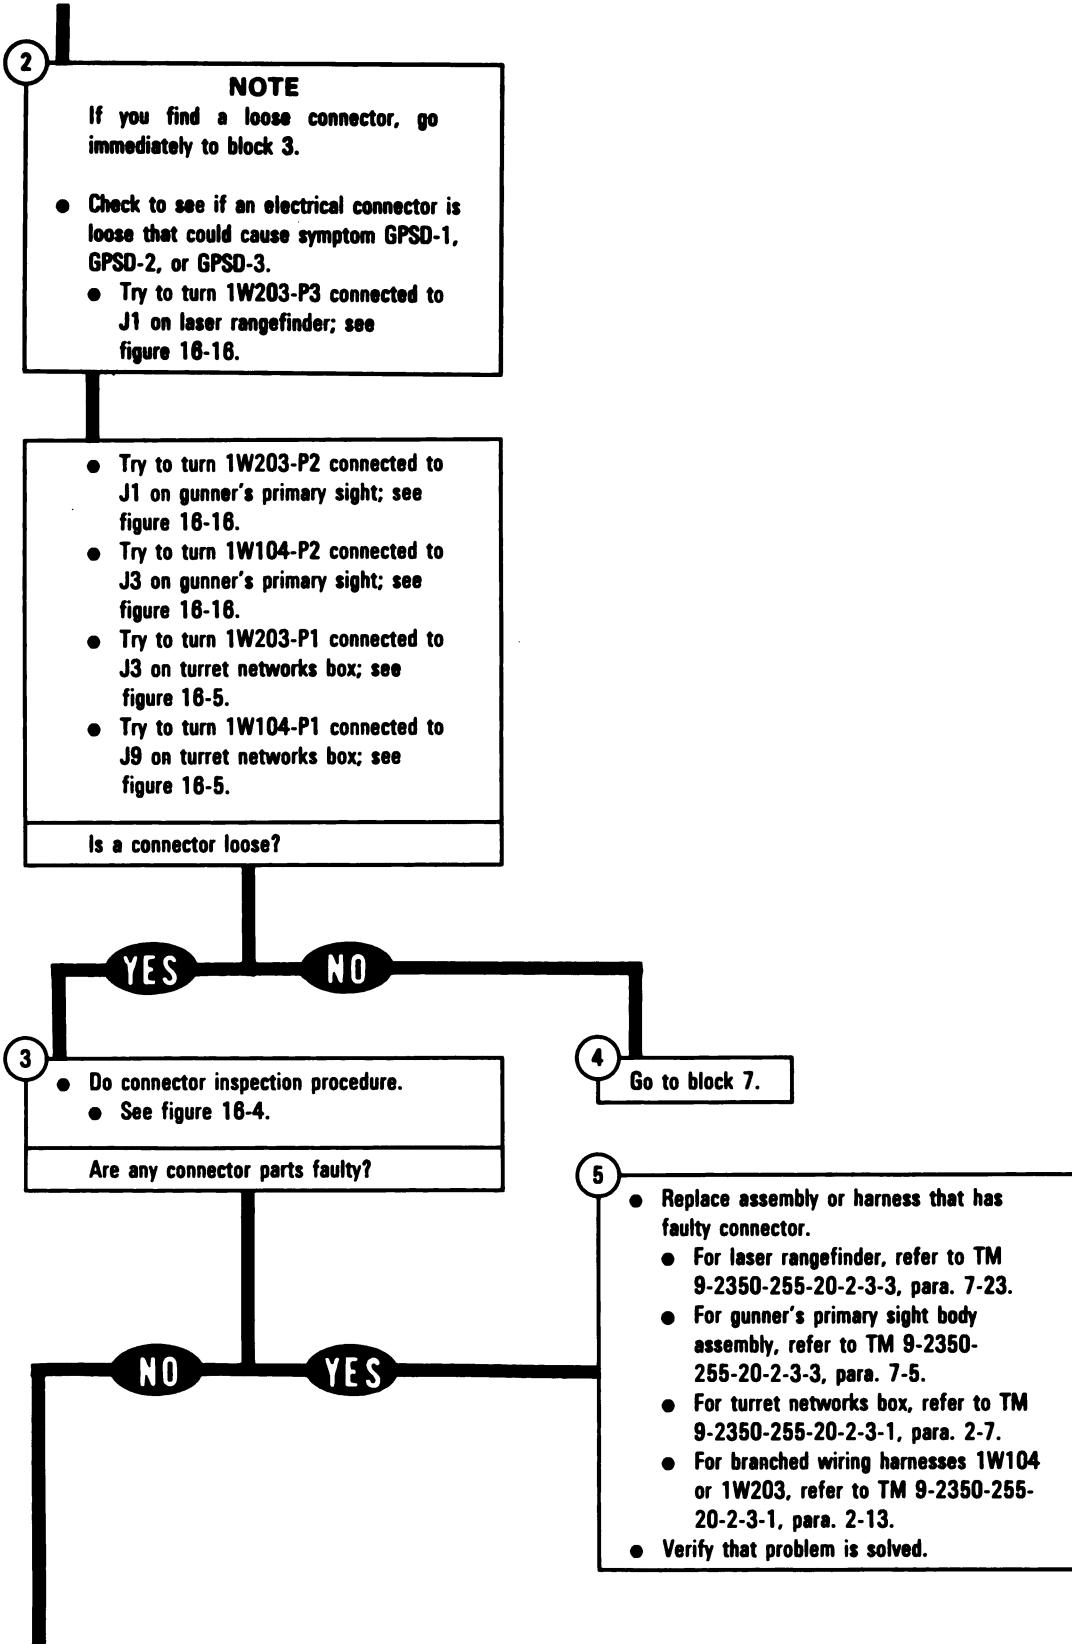 2
NOTE
If you find a loose connector, go
immediately to block 3.
● Check to see if an electrical connector is
loose that could cause symptom GPSD-1,
GPSD-2, or GPSD-3.
● Try to turn 1W203-P3 connected to
J1 on laser rangefinder; see
figure 16-16.
● Try to turn 1W203-P2 connected to
J1 on gunner's primary sight; see
figure 16-16.
● Try to turn 1W104-P2 connected to
J3 on gunner's primary sight; see
figure 16-16.
● Try to turn 1W203-P1 connected to
J3 on turret networks box; see
figure 16-5.
● Try to turn 1W104-P1 connected to
J9 on turret networks box; see
figure 16-5.
Is a connector loose?
YES NO
3
● Do connector inspection procedure.
● See figure 16-4.
Are any connector parts faulty?
4
Go to block 7.
NO YES
5
● Replace assembly or harness that has
faulty connector.
● For laser rangefinder, refer to TM
9-2350-255-20-2-3-3, para. 7-23.
● For gunner's primary sight body
assembly, refer to TM 9-2350-
255-20-2-3-3, para. 7-5.
● For turret networks box, refer to TM
9-2350-255-20-2-3-1, para. 2-7.
● For branched wiring harnesses 1W104
or 1W203, refer to TM 9-2350-255-
20-2-3-1, para. 2-13.
● Verify that problem is solved.